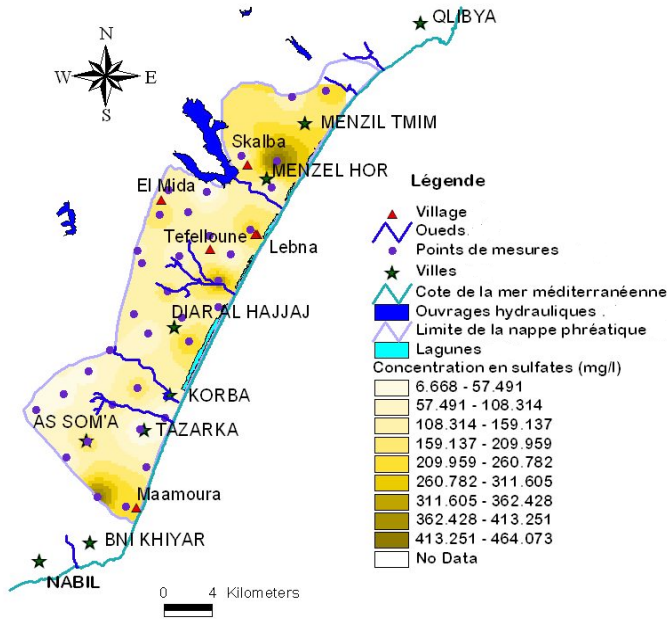 QLIBYA
N
W
E
S
MENZIL TMIM
Skalba
MENZEL HOR
El Mida
Tefelloune
Lebna
DIAR AL HAJJAJ
KORBA
AS SOM'A
TAZARKA
Maamoura
BNI KHIYAR
NABIL
0 4 Kilometers
Légende
Village
Oueds.
Points de mesures
Villes
Cote de la mer méditerranéenne
Ouvrages hydrauliques .
Limite de la nappe phréatique
Lagunes
Concentration en sulfates (mg/l)
6.668 - 57.491
57.491 - 108.314
108.314 - 159.137
159.137 - 209.959
209.959 - 260.782
260.782 - 311.605
311.605 - 362.428
362.428 - 413.251
413.251 - 464.073
No Data